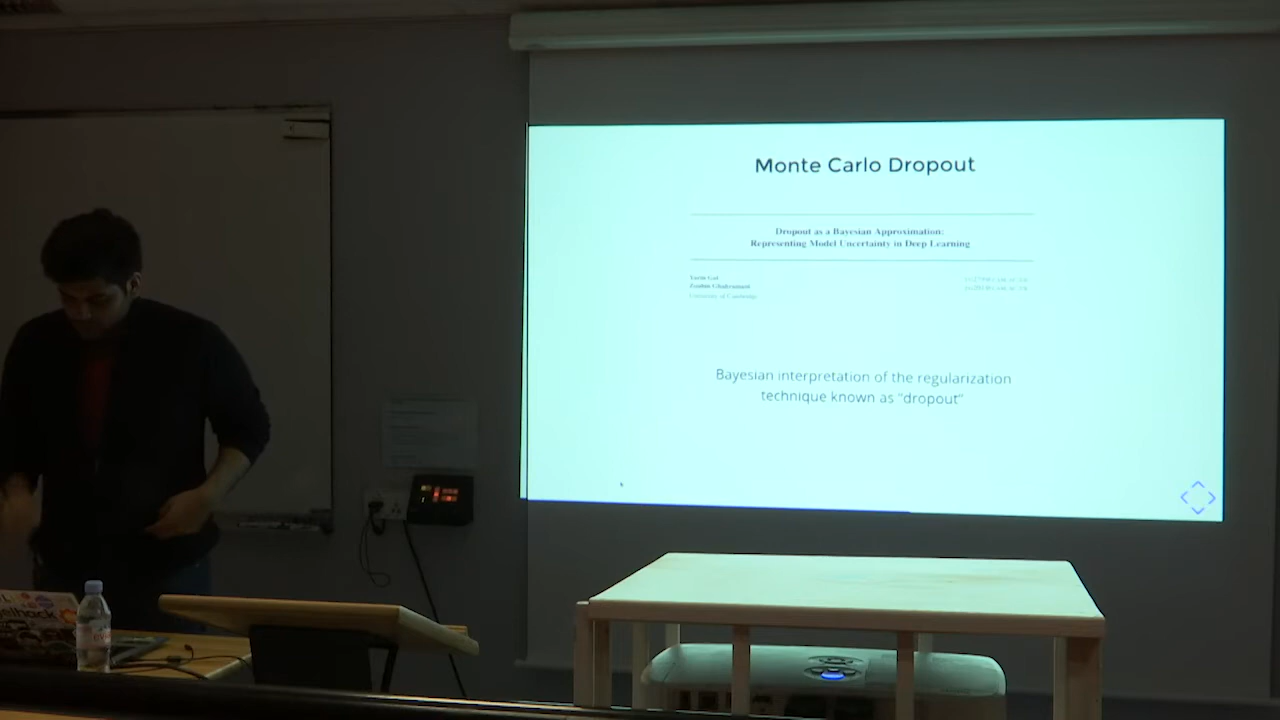 Monte Carlo Dropout
Dropout as a Bayesian Approximation:
Representing Model Uncertainty in Deep Learning
Yarin Gal
Zoubin Ghahramani
University of Cambridge
Bayesian interpretation of the regularization
technique known as "dropout"